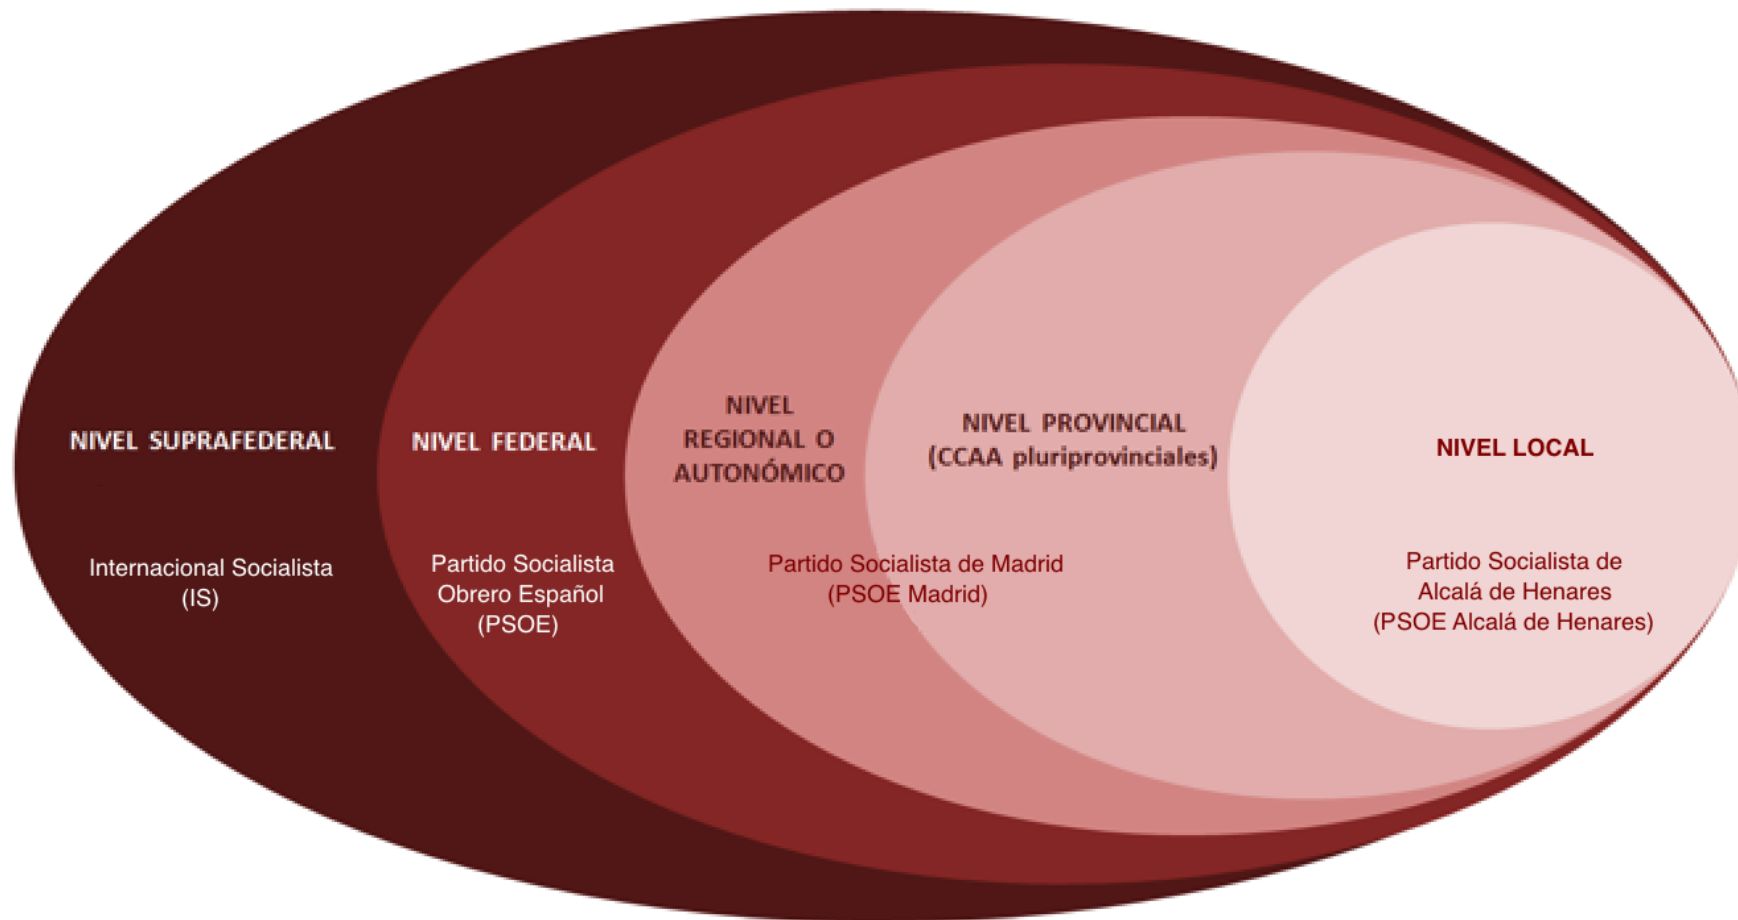 NIVEL SUPRAFEDERAL
Internacional Socialista
(IS)
NIVEL FEDERAL
Partido Socialista
Obrero Español
(PSOE)
NIVEL
REGIONAL O
AUTONÓMICO
NIVEL PROVINCIAL
(CCAA pluriprovinciales)
Partido Socialista de Madrid
(PSOE Madrid)
NIVEL LOCAL
Partido Socialista de
Alcalá de Henares
(PSOE Alcalá de Henares)